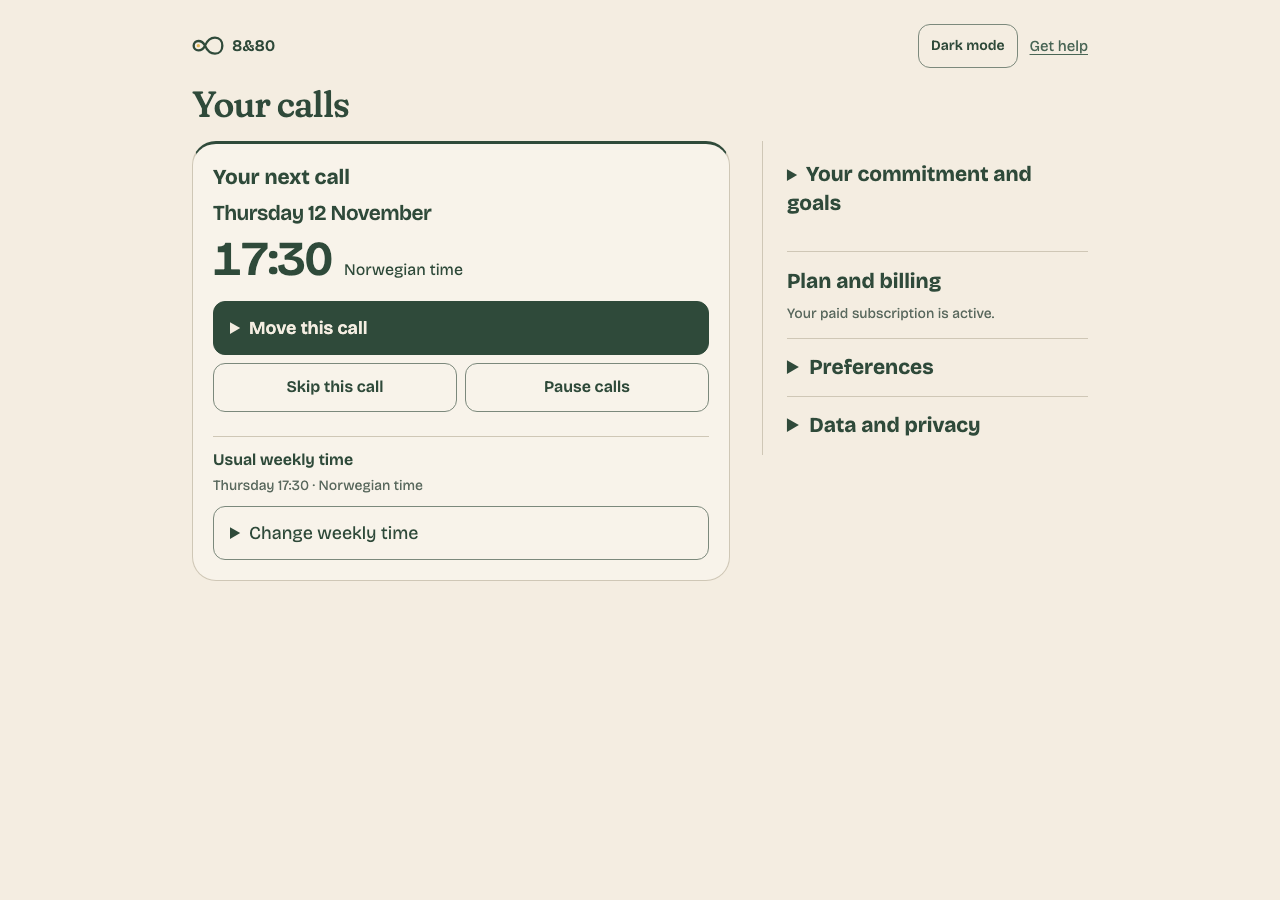 8&80
Dark mode
Get help
Your calls
Your next call
Thursday 12 November
17:30 Norwegian time
Move this call
Skip this call
Pause calls
Usual weekly time
Thursday 17:30 · Norwegian time
Change weekly time
Your commitment and
goals
Plan and billing
Your paid subscription is active.
Preferences
Data and privacy